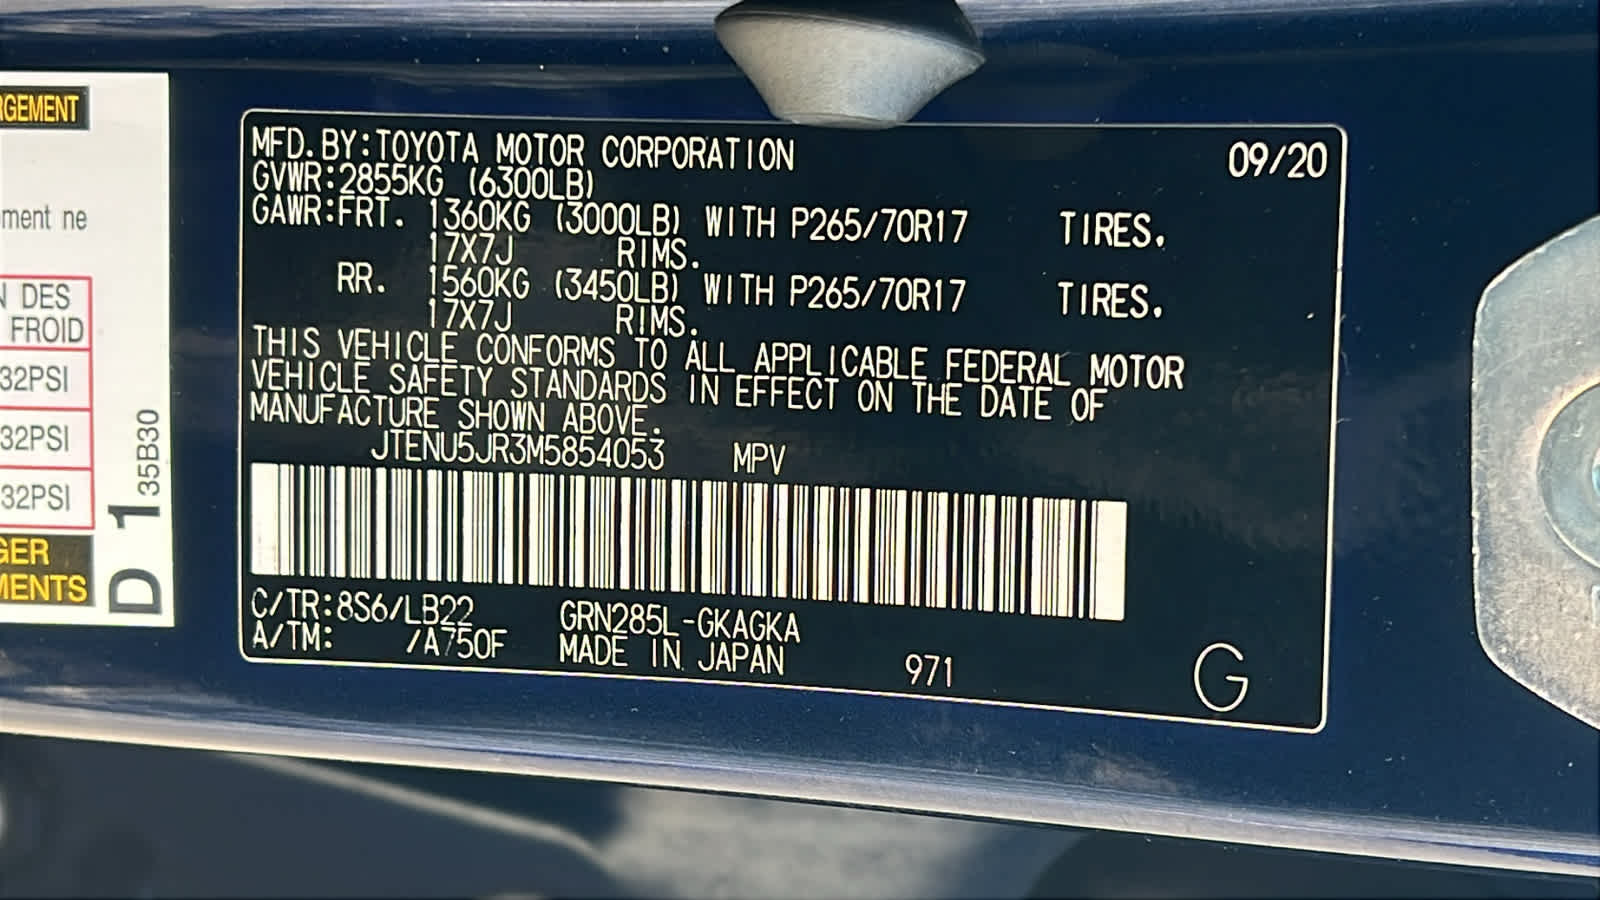 RGEMENT
ment ne
N DES
FROID
32PSI
32PSI
32PSI
GER
MENTS
D 1 35B30
MFD.BY:TOYOTA MOTOR CORPORATION 09/20
GVWR:2855KG (6300LB)
GAWR:FRT. 1360KG (3000LB) WITH P265/70R17 TIRES.
17X7J RIMS.
RR. 1560KG (3450LB) WITH P265/70R17 TIRES.
17X7J RIMS.
THIS VEHICLE CONFORMS TO ALL APPLICABLE FEDERAL MOTOR
VEHICLE SAFETY STANDARDS IN EFFECT ON THE DATE OF
MANUFACTURE SHOWN ABOVE.
JTENU5JR3M5854053 MPV
C/TR:8S6/LB22 GRN285L-GKAGKA
A/TM: /A750F MADE IN JAPAN 971 G